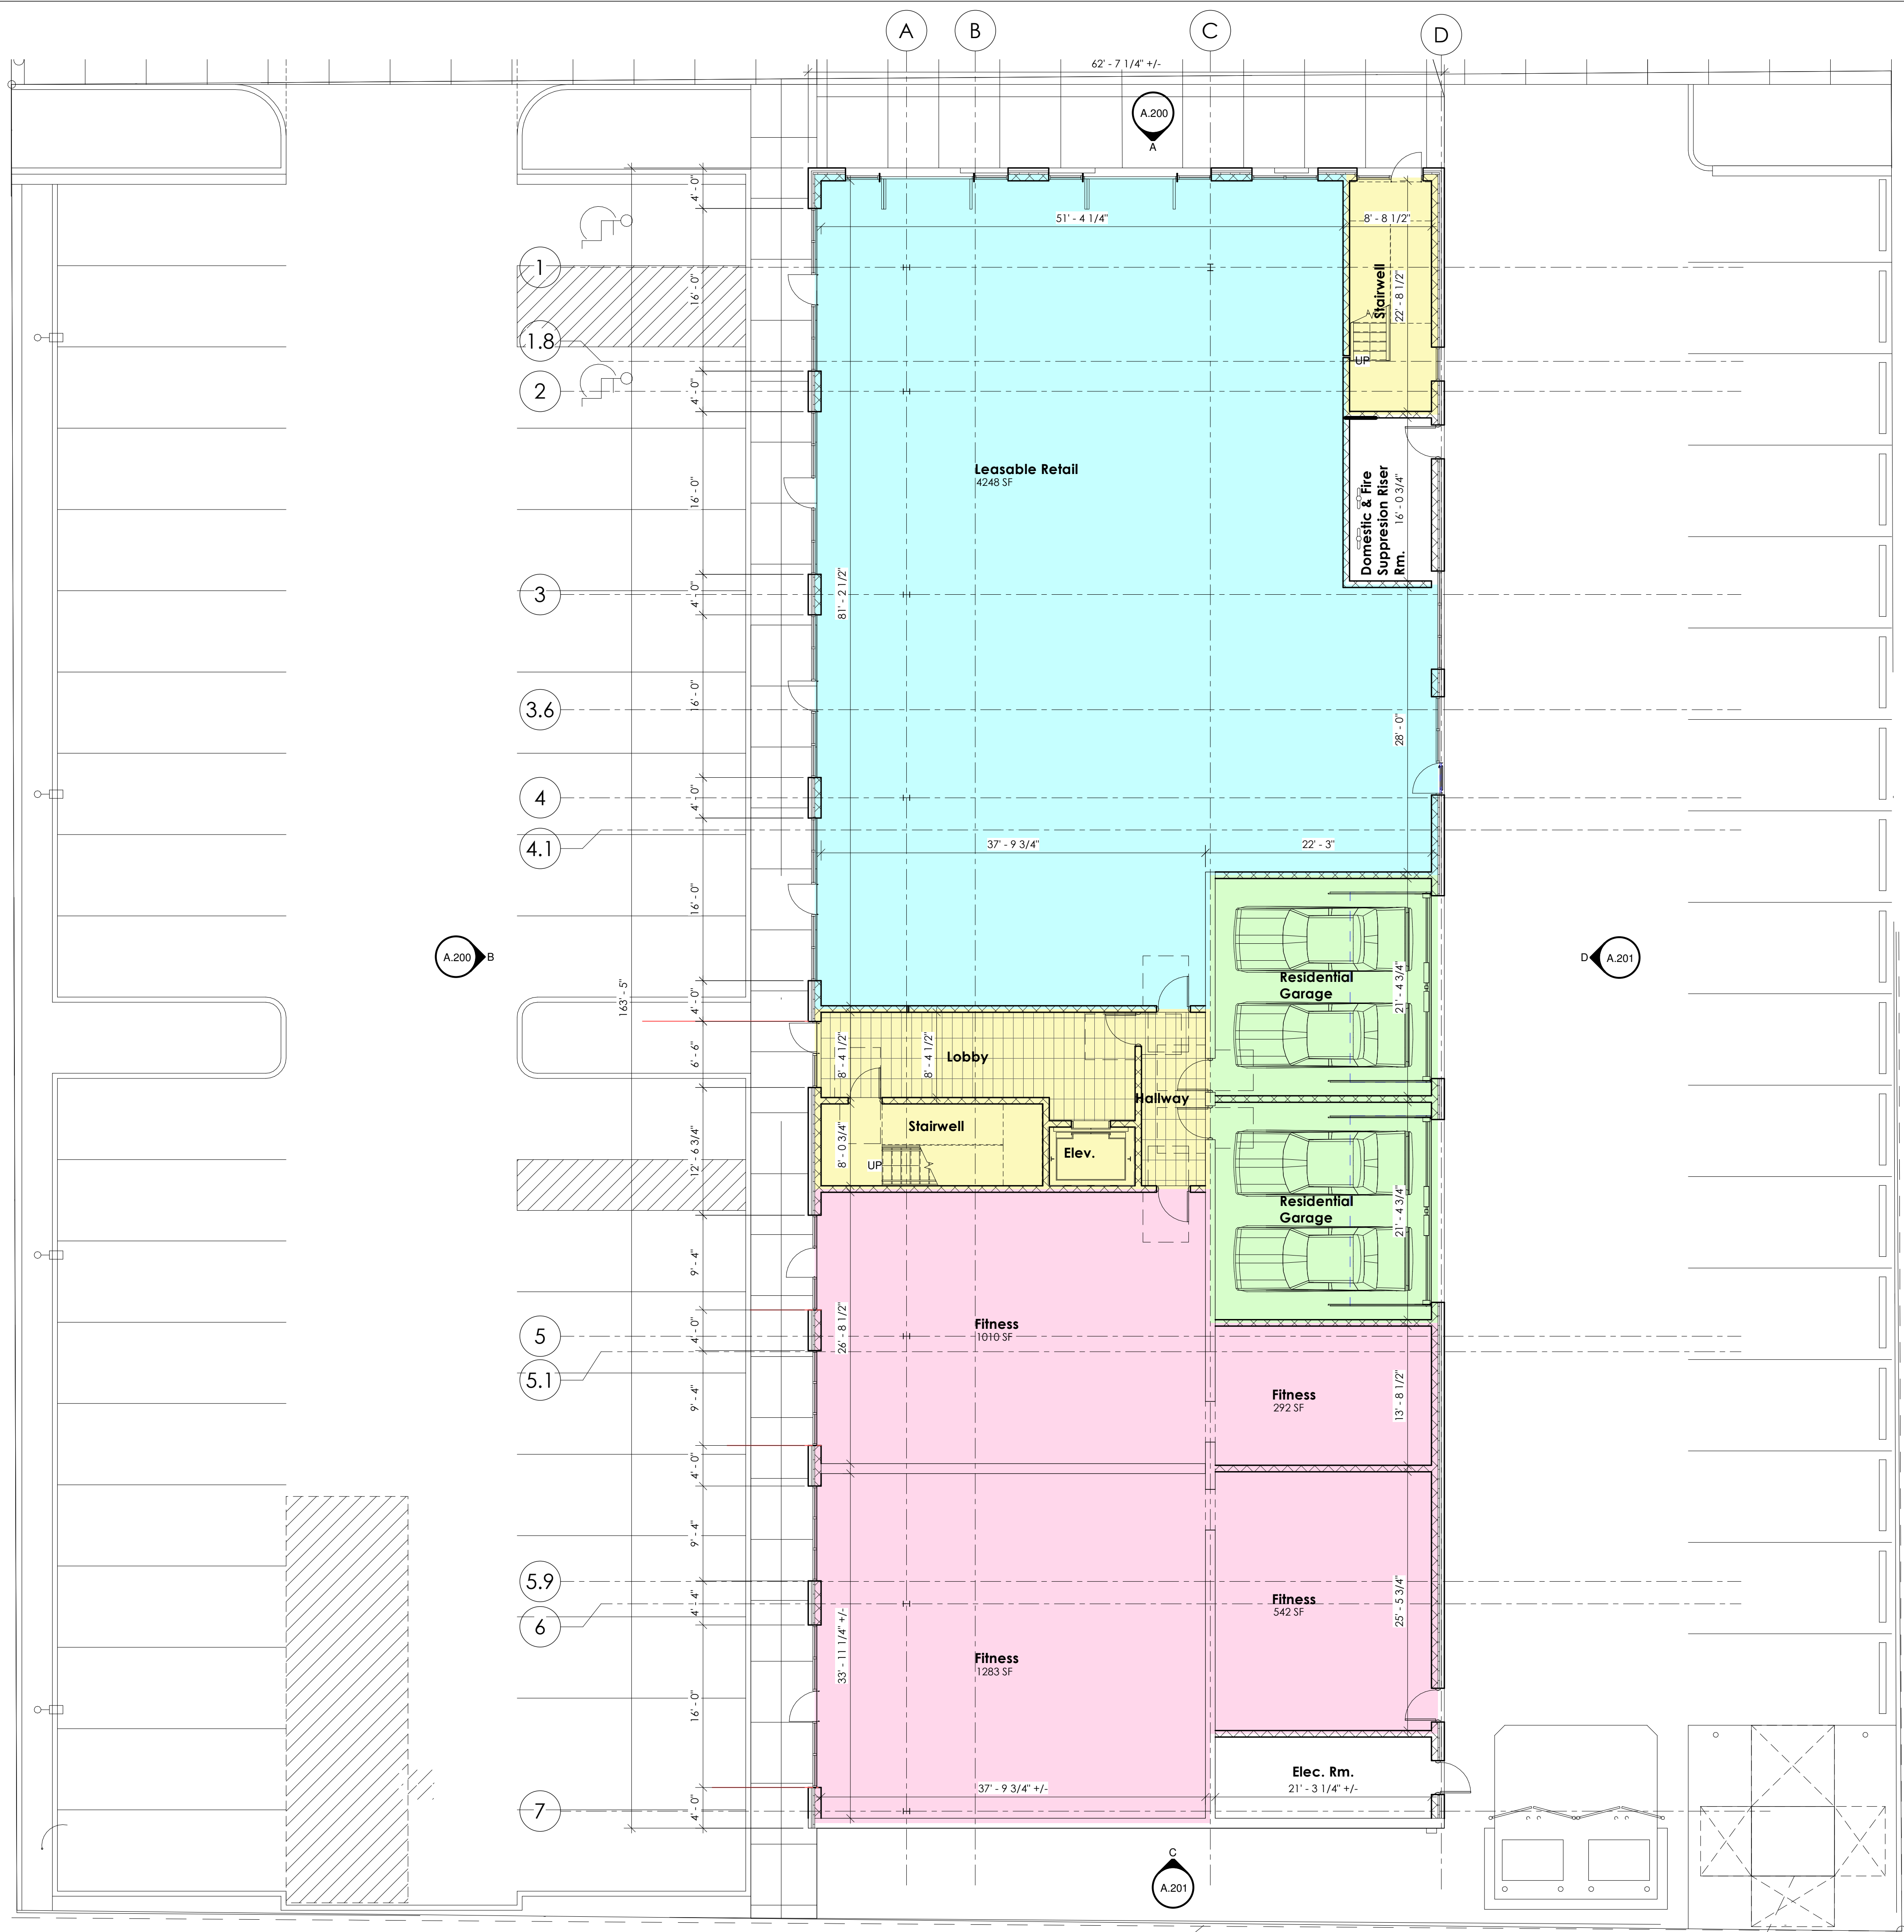 A
B
C
D
62' - 7 1/4" +/-
A.200
A
4' - 0"
51' - 4 1/4"
8' - 8 1/2"
1
16' - 0"
Stairwell
22' - 8 1/2"
1.8
UP
2
4' - 0"
Leasable Retail
4248 SF
16' - 0"
Domestic & Fire
Suppresion Riser
Rm.
16' - 0 3/4"
3
4' - 0"
81' - 2 1/2"
3.6
16' - 0"
28' - 0"
4
4' - 0"
4.1
37' - 9 3/4"
22' - 3"
16' - 0"
A.200
B
D
A.201
163' - 5"
4' - 0"
Residential
Garage
21' - 4 3/4"
6' - 6"
8' - 4 1/2"
8' - 4 1/2"
Lobby
Hallway
Stairwell
12' - 6 3/4"
8' - 0 3/4"
UP
Elev.
Residential
Garage
21' - 4 3/4"
9' - 4"
Fitness
1010 SF
26' - 8 1/2"
5
4' - 0"
5.1
9' - 4"
Fitness
292 SF
13' - 8 1/2"
4' - 0"
9' - 4"
5.9
4' - 4"
6
Fitness
542 SF
25' - 5 3/4"
33' - 11 1/4" +/-
Fitness
1283 SF
16' - 0"
Elec. Rm.
37' - 9 3/4" +/-
21' - 3 1/4" +/-
7
4' - 0"
C
A.201